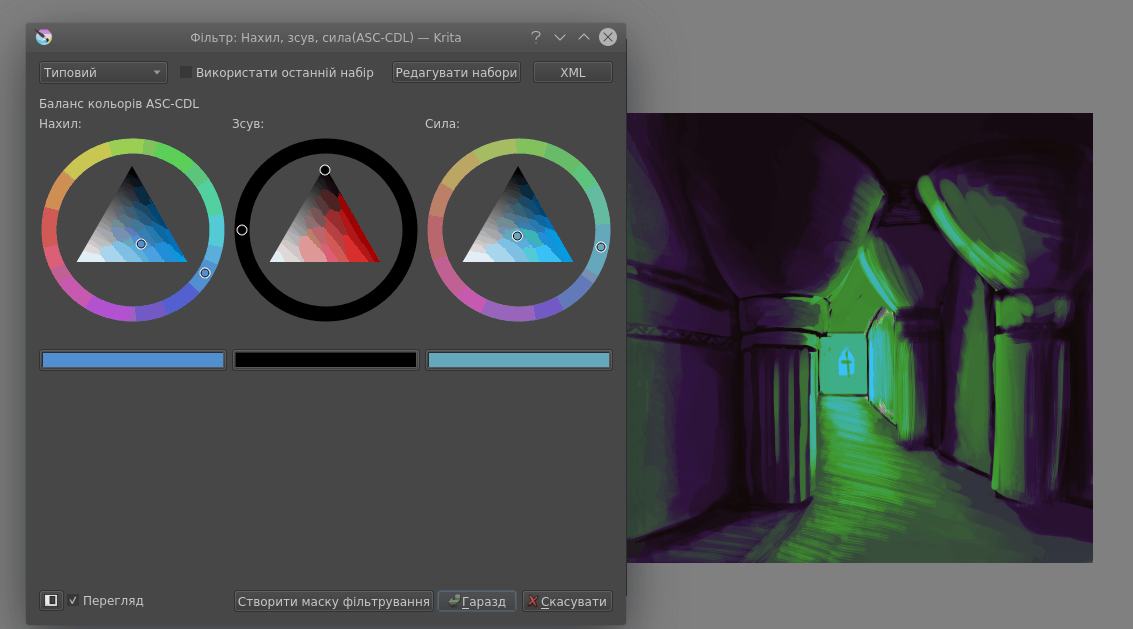 Фільтр: Нахил, зсув, сила(ASC-CDL) — Krita
Типовий
Використати останній набір
Редагувати набори
XML
Баланс кольорів ASC-CDL
Нахил:
Зсув:
Сила:
Перегляд
Створити маску фільтрування
Гаразд
Скасувати